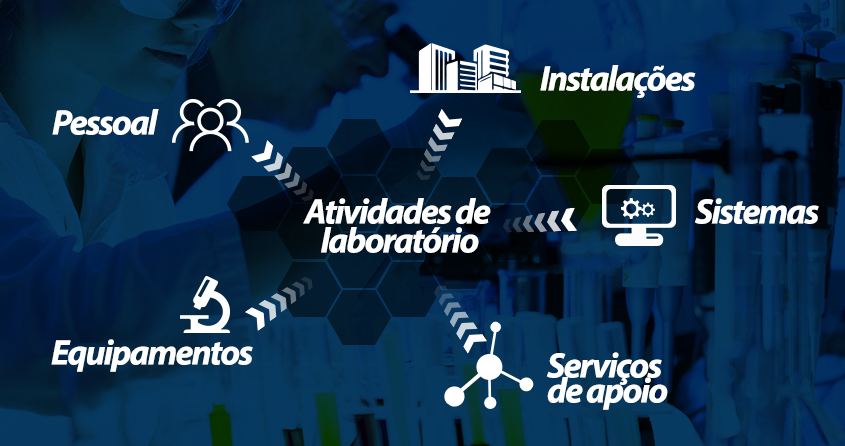 Instalações
Pessoal
Atividades de
laboratório
Sistemas
Equipamentos
Serviços
de apoio